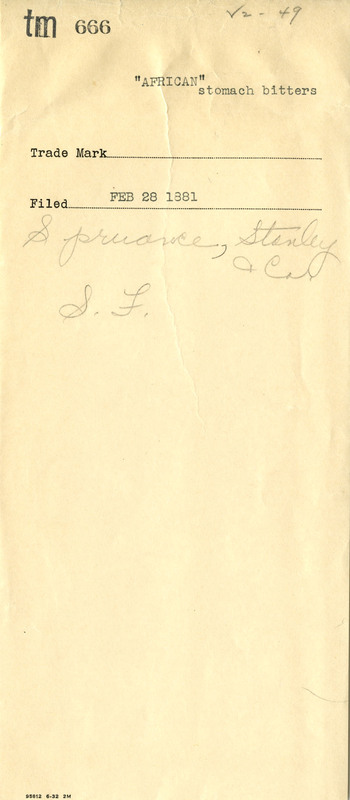 tm 666
V2 - 49
"AFRICAN"
stomach bitters
Trade Mark
Filed FEB 28 1881
Spruance, Stanley
& Co.
S. F.
95612 6-32 2M